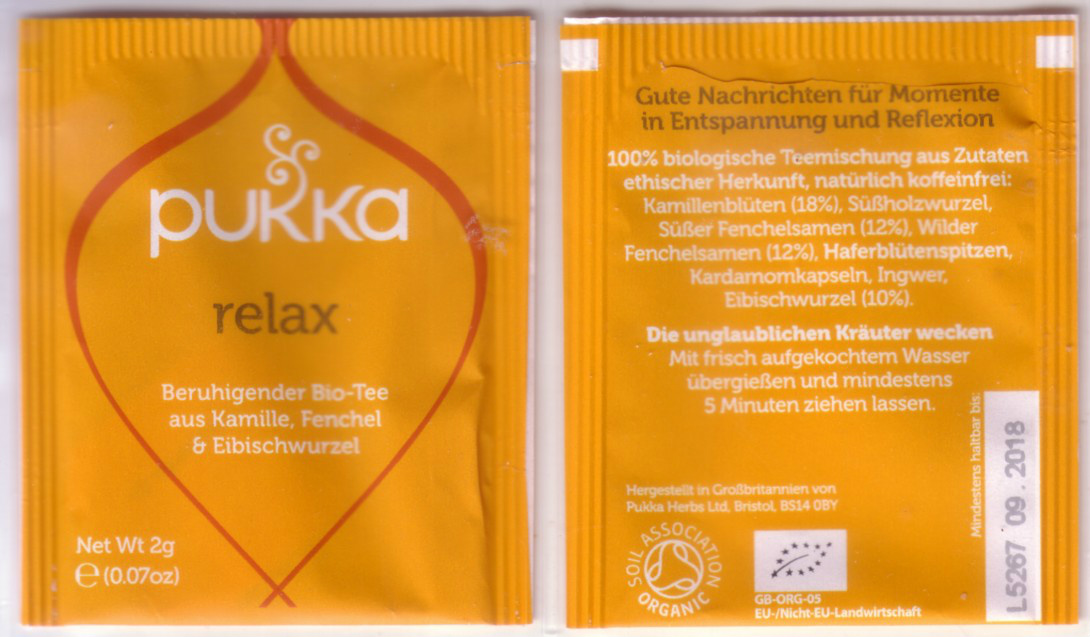 pukka
relax
Beruhigender Bio-Tee
aus Kamille, Fenchel
& Eibischwurzel
Net Wt 2g
℮ (0.07oz)
Gute Nachrichten für Momente
in Entspannung und Reflexion
100% biologische Teemischung aus Zutaten
ethischer Herkunft, natürlich koffeinfrei:
Kamillenblüten (18%), Süßholzwurzel,
Süßer Fenchelsamen (12%), Wilder
Fenchelsamen (12%), Haferblütenspitzen,
Kardamomkapseln, Ingwer,
Eibischwurzel (10%).
Die unglaublichen Kräuter wecken
Mit frisch aufgekochtem Wasser
übergießen und mindestens
5 Minuten ziehen lassen.
Mindestens haltbar bis:
L5267 09.2018
Hergestellt in Großbritannien von
Pukka Herbs Ltd, Bristol, BS14 0BY
SOIL ASSOCIATION
ORGANIC
GB-ORG-05
EU-/Nicht-EU-Landwirtschaft